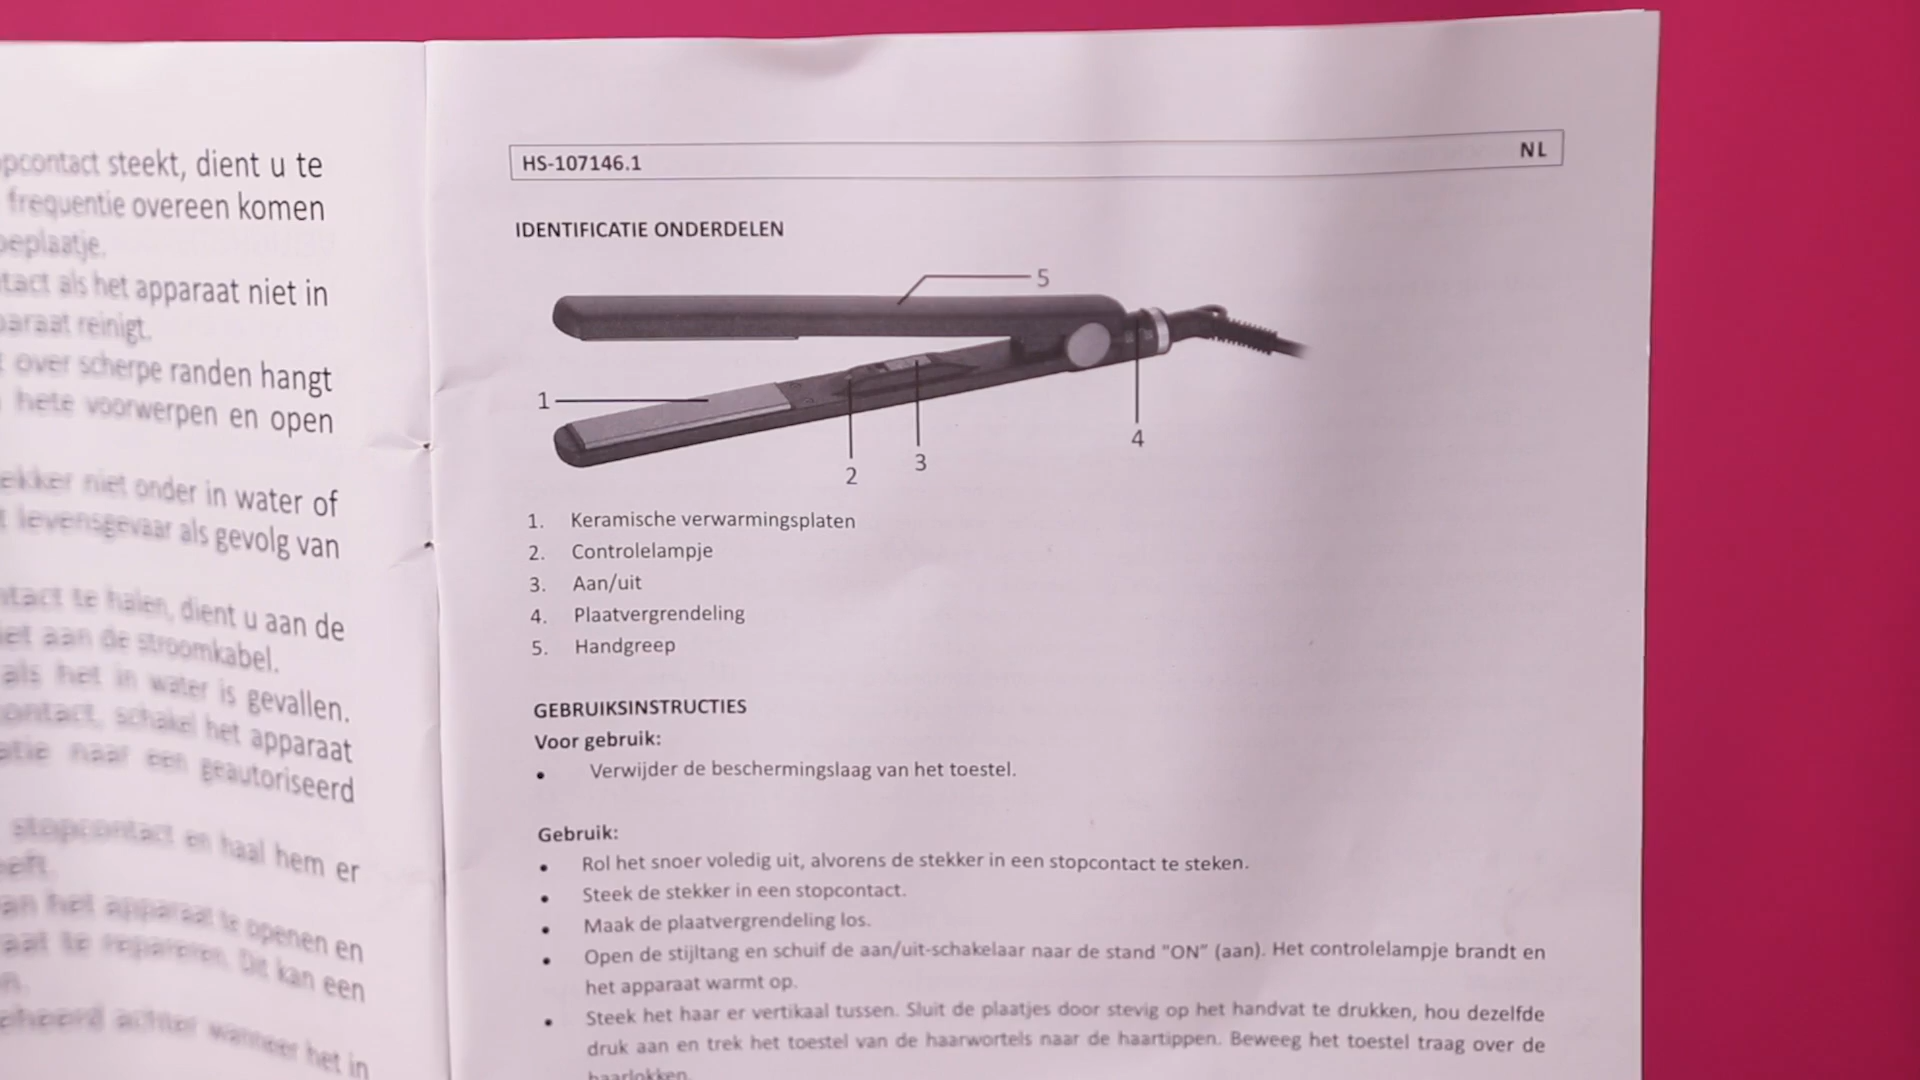 opcontact steekt, dient u te
frequentie overeen komen
oeplaatje.
tact als het apparaat niet in
paraat reinigt.
over scherpe randen hangt
hete voorwerpen en open
ekker niet onder in water of
levensgevaar als gevolg van
ntact te halen, dient u aan de
iet aan de stroomkabel.
als het in water is gevallen.
ontact, schakel het apparaat
atie naar een geautoriseerd
stopcontact en haal hem er
eeft.
an het apparaat te openen en
aat te repareren. Dit kan een
achter wanneer het in
HS-107146.1 NL
IDENTIFICATIE ONDERDELEN
5
1
4
3
2
1. Keramische verwarmingsplaten
2. Controlelampje
3. Aan/uit
4. Plaatvergrendeling
5. Handgreep
GEBRUIKSINSTRUCTIES
Voor gebruik:
• Verwijder de beschermingslaag van het toestel.
Gebruik:
• Rol het snoer voledig uit, alvorens de stekker in een stopcontact te steken.
• Steek de stekker in een stopcontact.
• Maak de plaatvergrendeling los.
• Open de stijltang en schuif de aan/uit-schakelaar naar de stand "ON" (aan). Het controlelampje brandt en
het apparaat warmt op.
• Steek het haar er vertikaal tussen. Sluit de plaatjes door stevig op het handvat te drukken, hou dezelfde
druk aan en trek het toestel van de haarwortels naar de haartippen. Beweeg het toestel traag over de
haarlokken.